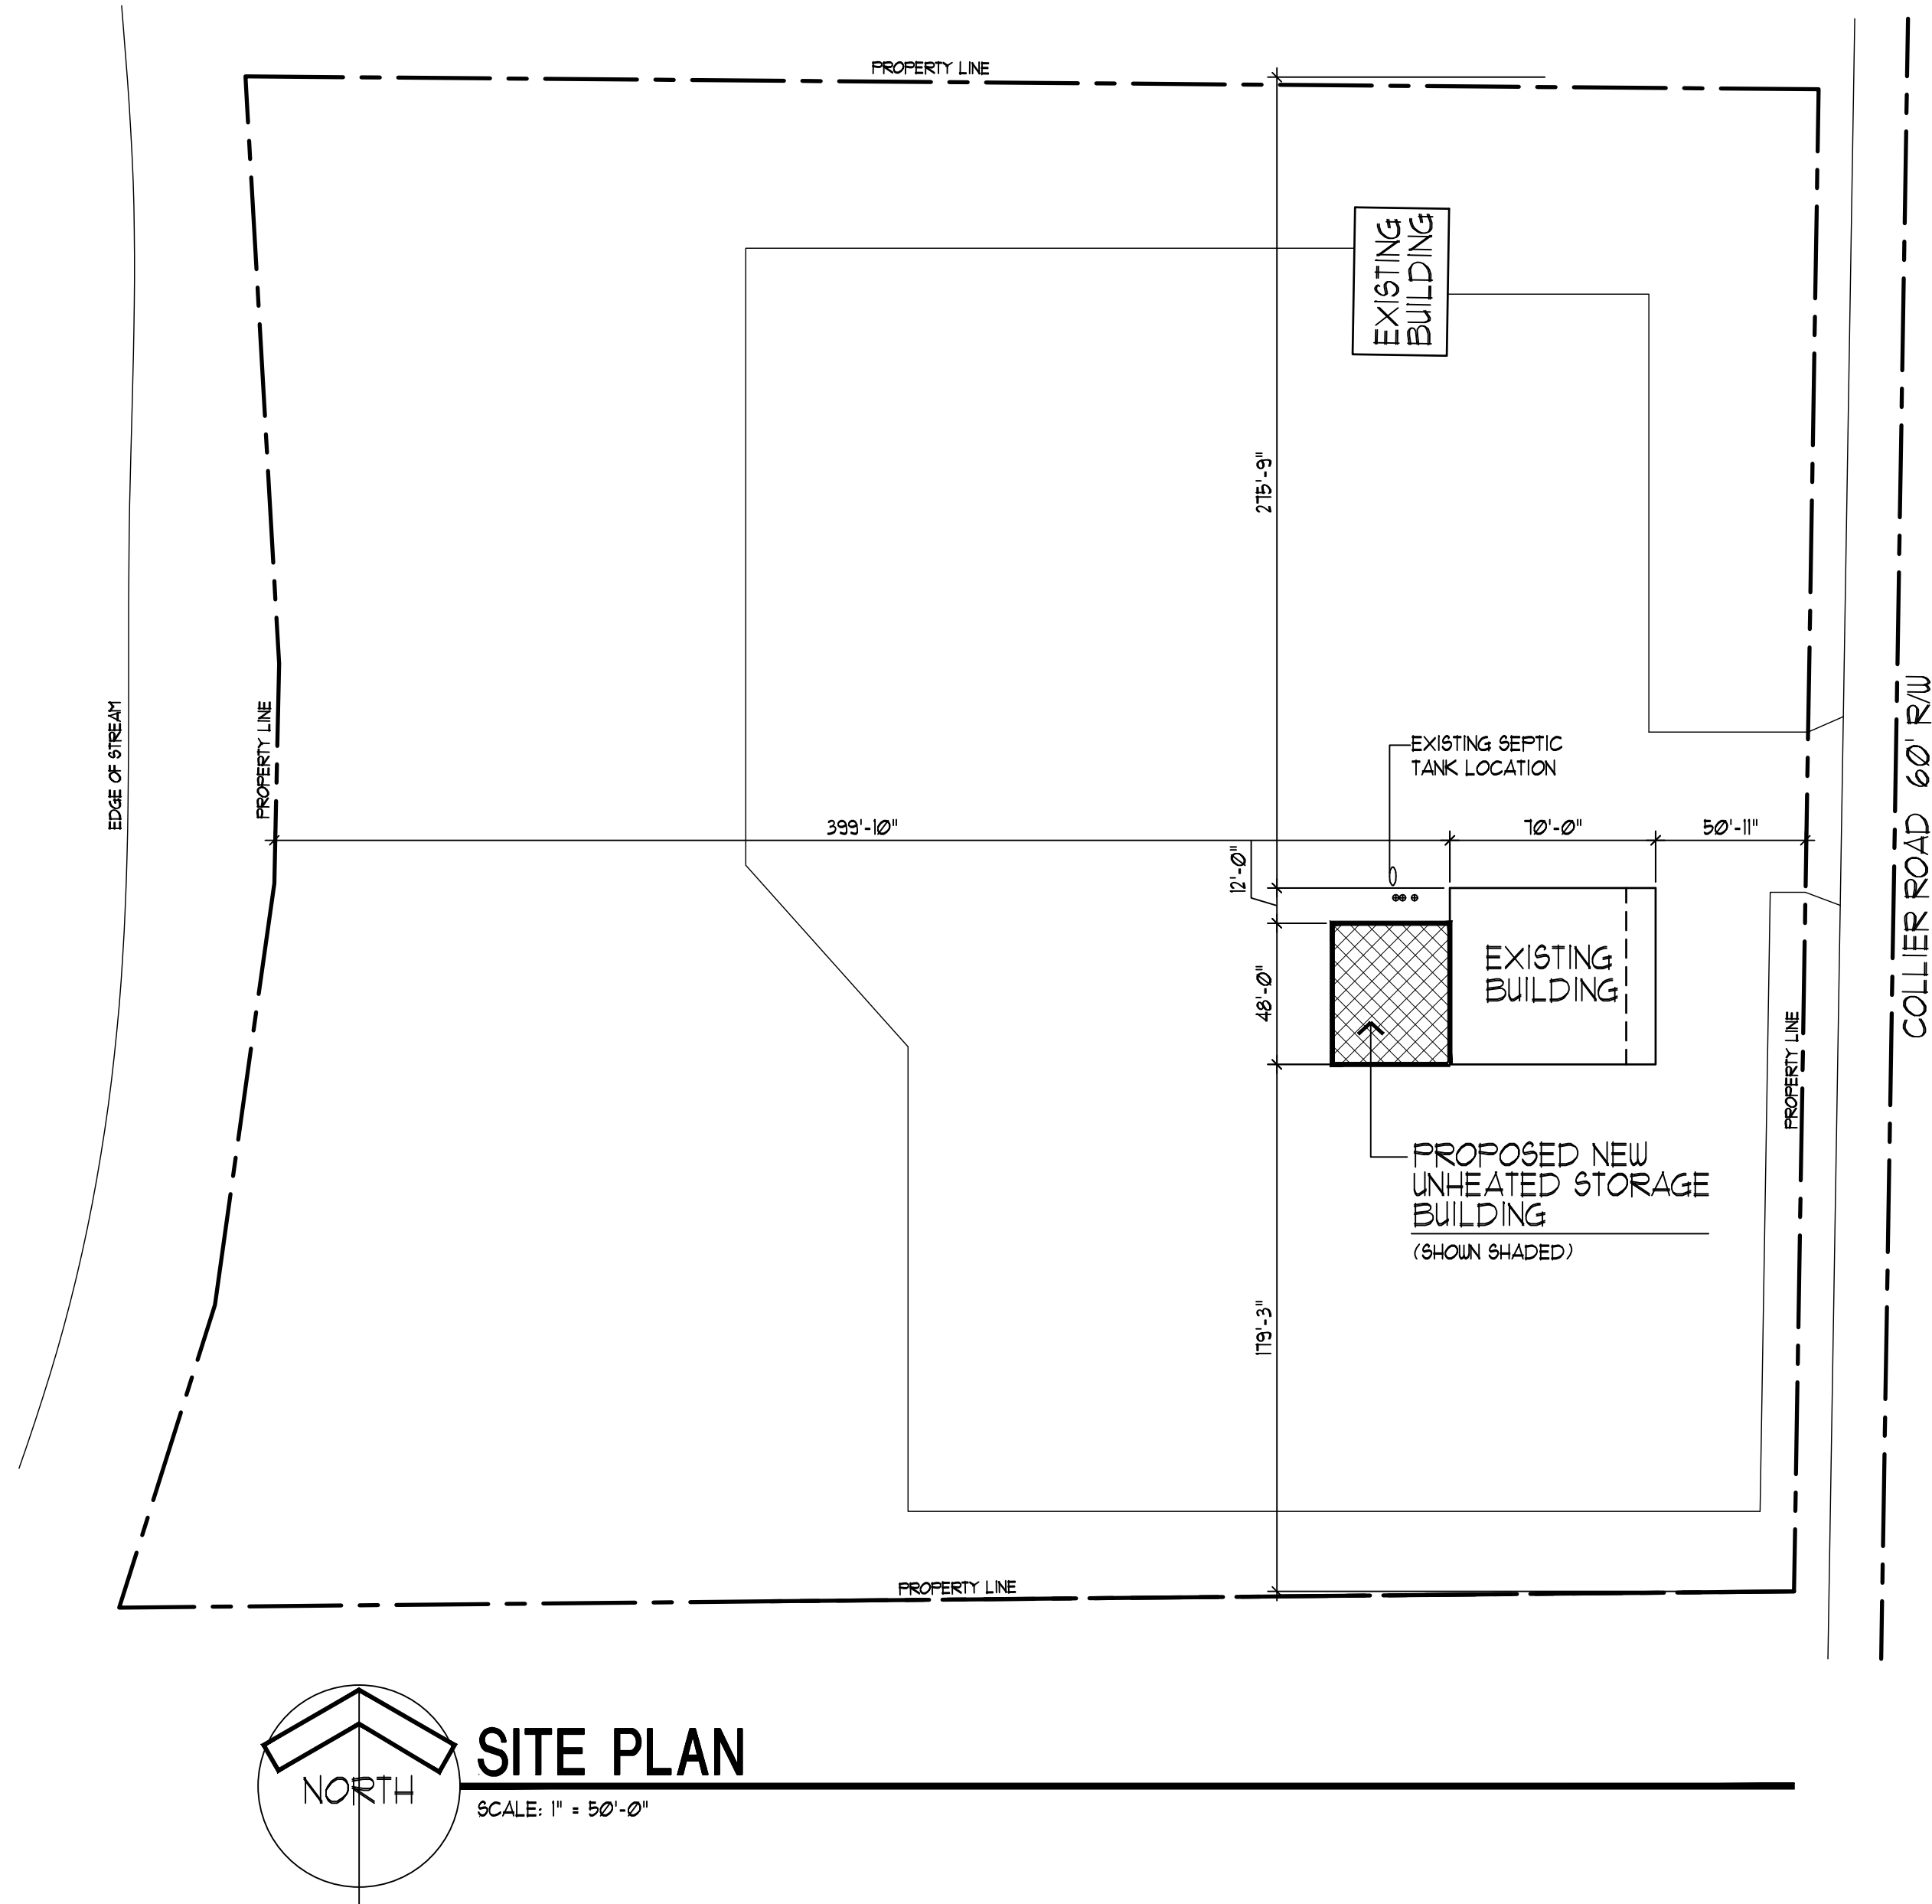 PROPERTY LINE
EXISTING
BUILDING
275'-9"
EDGE OF STREAM
PROPERTY LINE
COLLIER ROAD 60' R/W
EXISTING SEPTIC
TANK LOCATION
399'-10"
70'-0"
50'-11"
12'-0"
48'-0"
EXISTING
BUILDING
PROPERTY LINE
PROPOSED NEW
UNHEATED STORAGE
BUILDING
(SHOWN SHADED)
179'-3"
PROPERTY LINE
NORTH
SITE PLAN
SCALE: 1" = 50'-0"